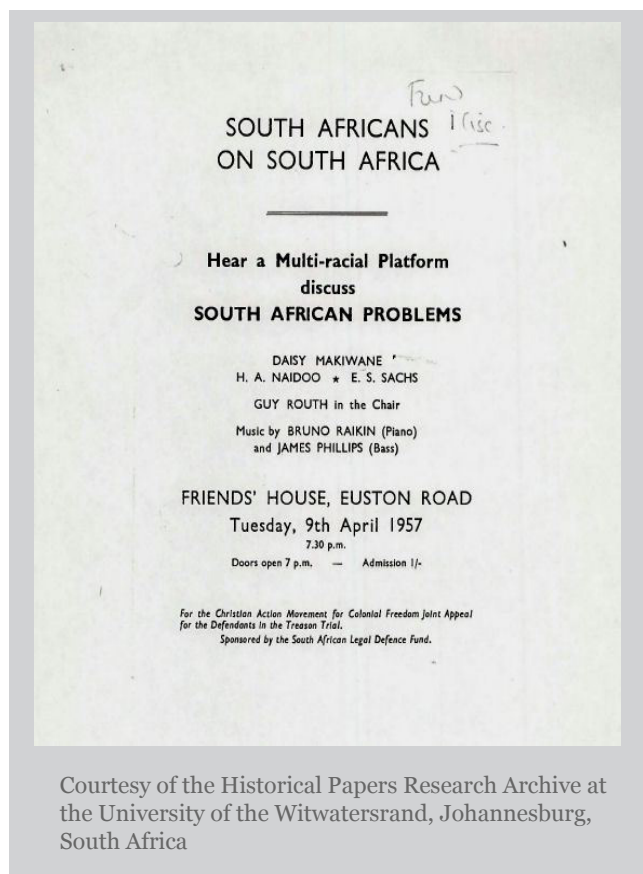 SOUTH AFRICANS
ON SOUTH AFRICA
Hear a Multi-racial Platform
discuss
SOUTH AFRICAN PROBLEMS
DAISY MAKIWANE
H. A. NAIDOO ★ E. S. SACHS
GUY ROUTH in the Chair
Music by BRUNO RAIKIN (Piano)
and JAMES PHILLIPS (Bass)
FRIENDS' HOUSE, EUSTON ROAD
Tuesday, 9th April 1957
7.30 p.m.
Doors open 7 p.m. — Admission 1/-
For the Christian Action Movement for Colonial Freedom Joint Appeal
for the Defendants in the Treason Trial.
Sponsored by the South African Legal Defence Fund.
Courtesy of the Historical Papers Research Archive at
the University of the Witwatersrand, Johannesburg,
South Africa